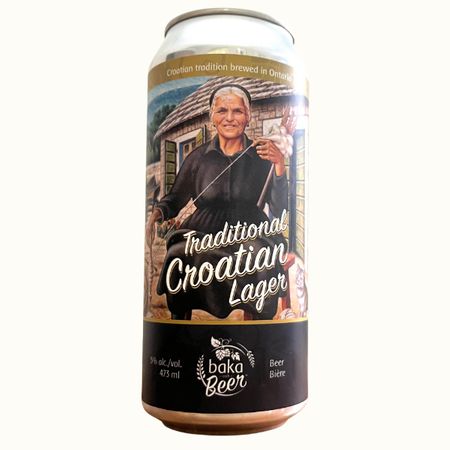 Croatian tradition brewed in Ontario
Traditional
Croatian
Lager
5% alc./vol.
473 ml
baka
Beer
Beer
Bière